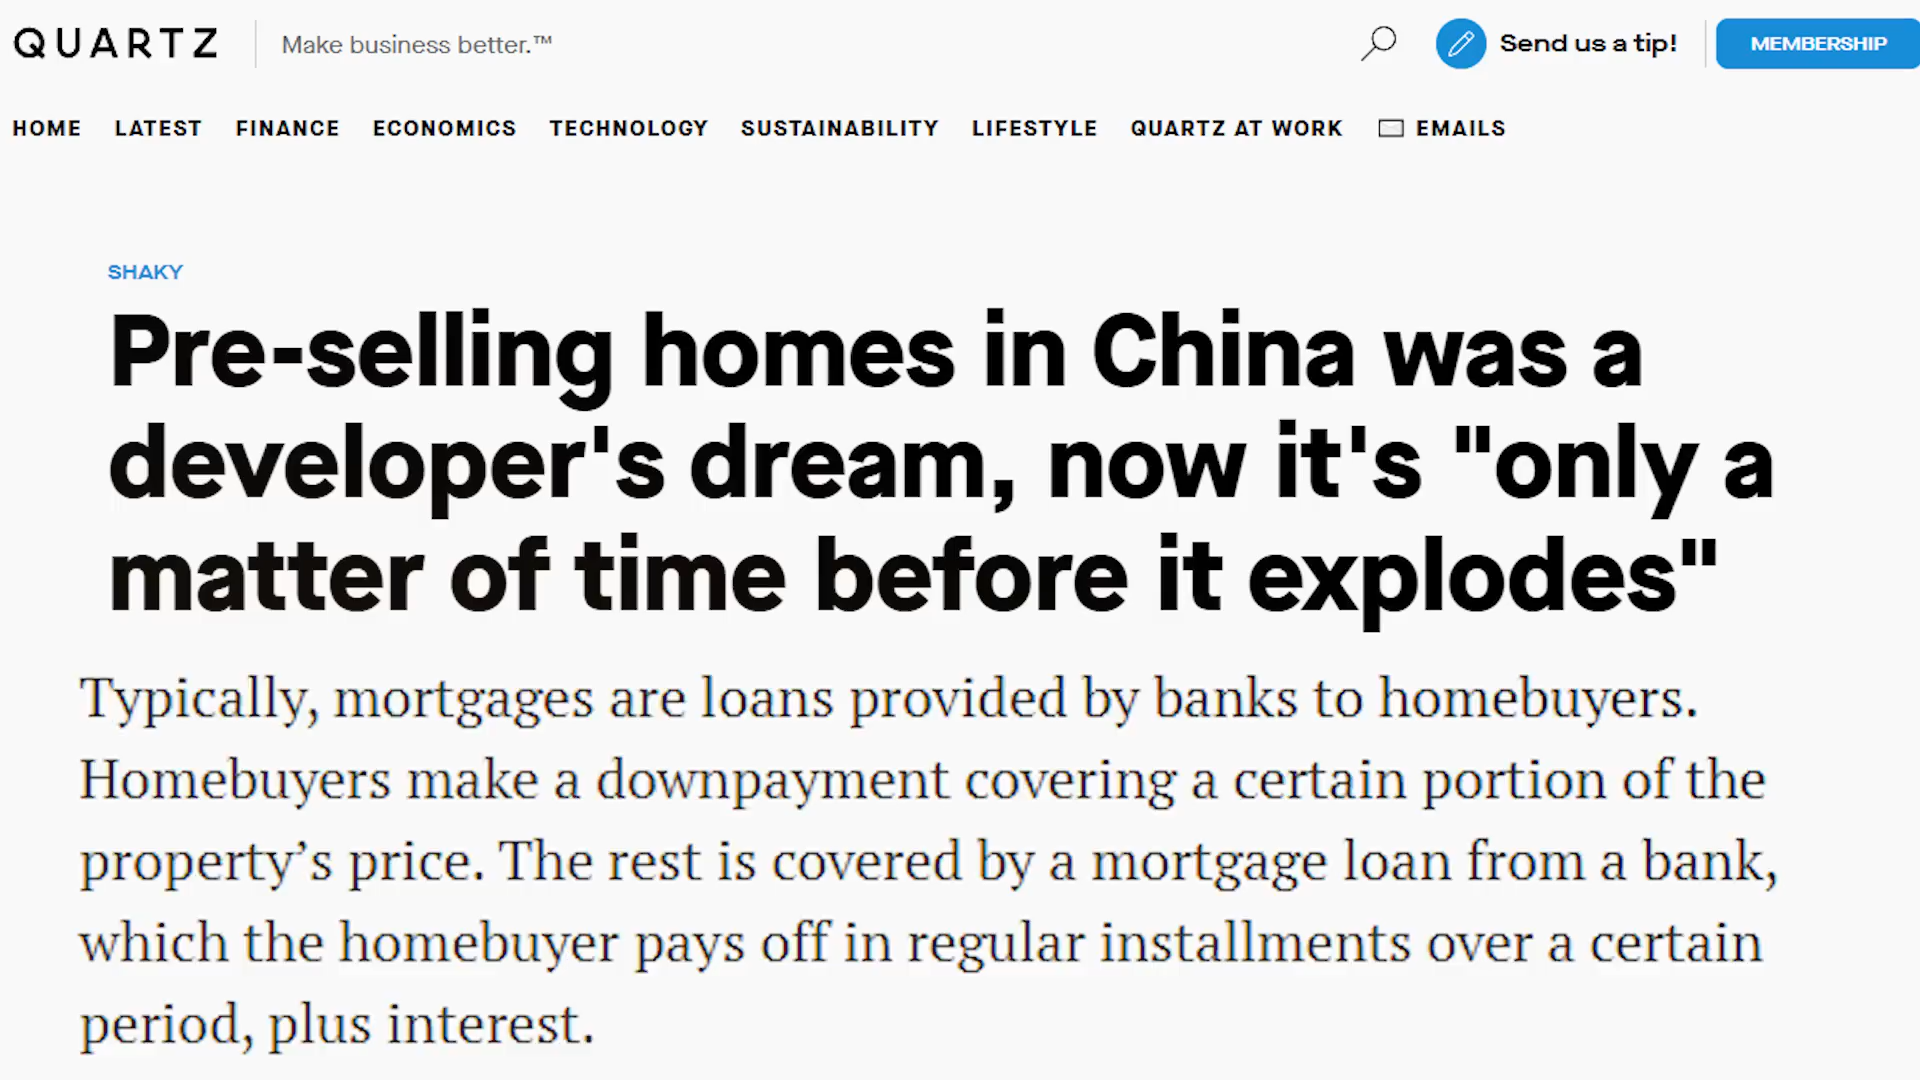 QUARTZ
Make business better.™
Send us a tip!
MEMBERSHIP
HOME LATEST FINANCE ECONOMICS TECHNOLOGY SUSTAINABILITY LIFESTYLE QUARTZ AT WORK EMAILS
SHAKY
Pre-selling homes in China was a
developer's dream, now it's "only a
matter of time before it explodes"
Typically, mortgages are loans provided by banks to homebuyers.
Homebuyers make a downpayment covering a certain portion of the
property’s price. The rest is covered by a mortgage loan from a bank,
which the homebuyer pays off in regular installments over a certain
period, plus interest.